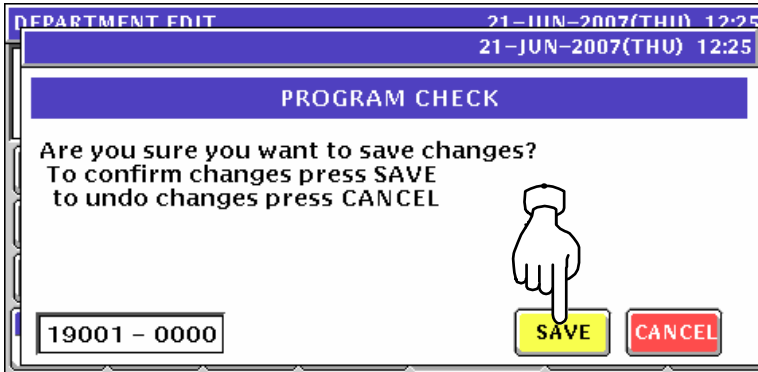 DEPARTMENT EDIT 21-JUN-2007(THU) 12:25
21-JUN-2007(THU) 12:25
PROGRAM CHECK
Are you sure you want to save changes?
To confirm changes press SAVE
to undo changes press CANCEL
19001 - 0000 SAVE CANCEL